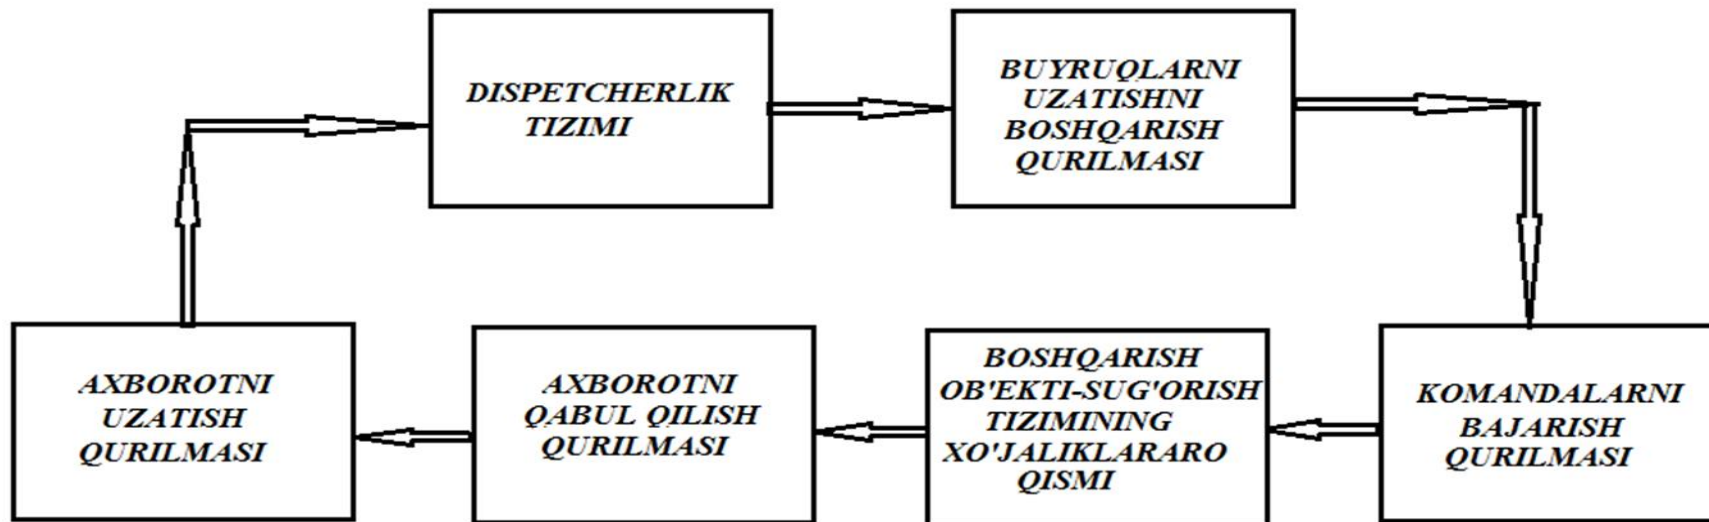 DISPETCHERLIK
TIZIMI
BUYRUQLARNI
UZATISHNI
BOSHQARISH
QURILMASI
AXBOROTNI
UZATISH
QURILMASI
AXBOROTNI
QABUL QILISH
QURILMASI
BOSHQARISH
OB'EKTI-SUG'ORISH
TIZIMINING
XO'JALIKLARARO
QISMI
KOMANDALARNI
BAJARISH
QURILMASI